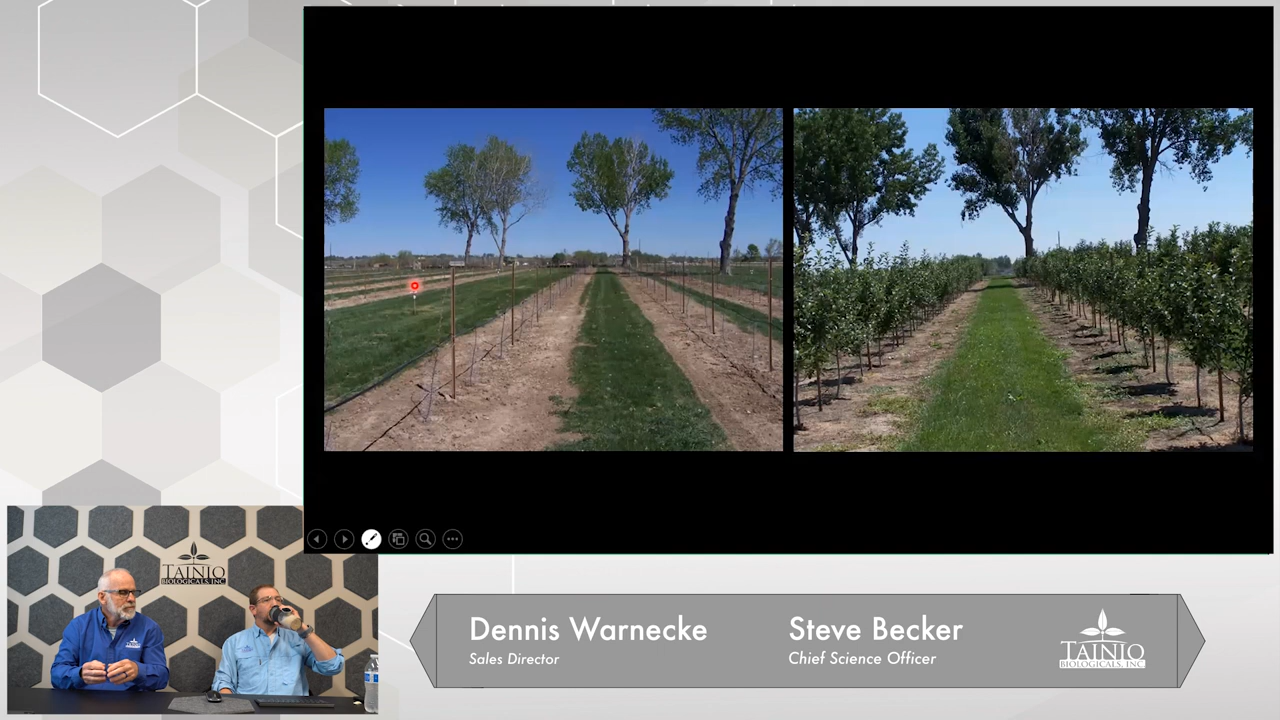 TAINIO
BIOLOGICALS, INC
Dennis Warnecke
Sales Director
Steve Becker
Chief Science Officer
TAINIO
BIOLOGICALS, INC